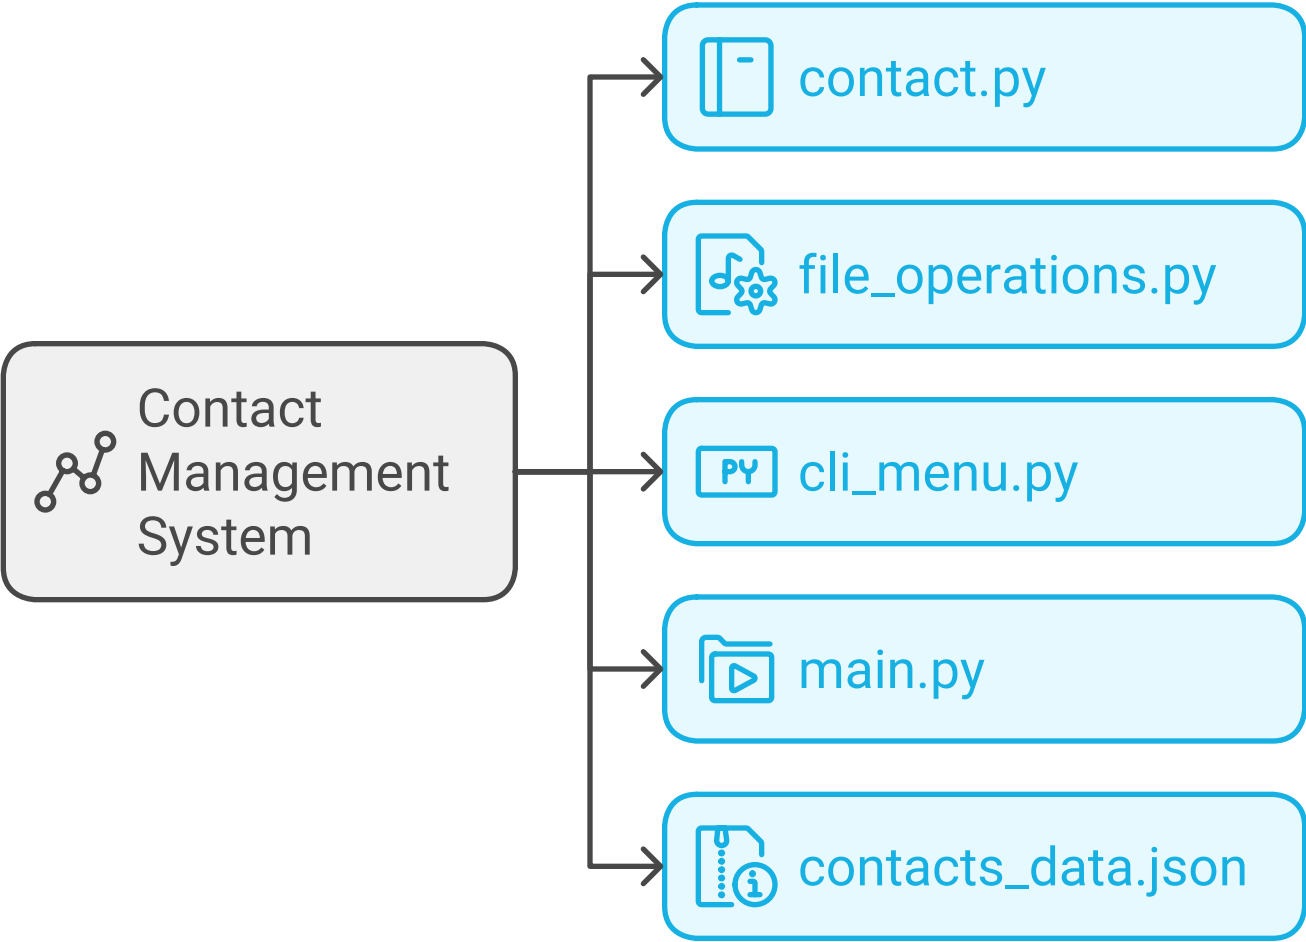 contact.py
file_operations.py
Contact
Management
System
PY cli_menu.py
main.py
i contacts_data.json